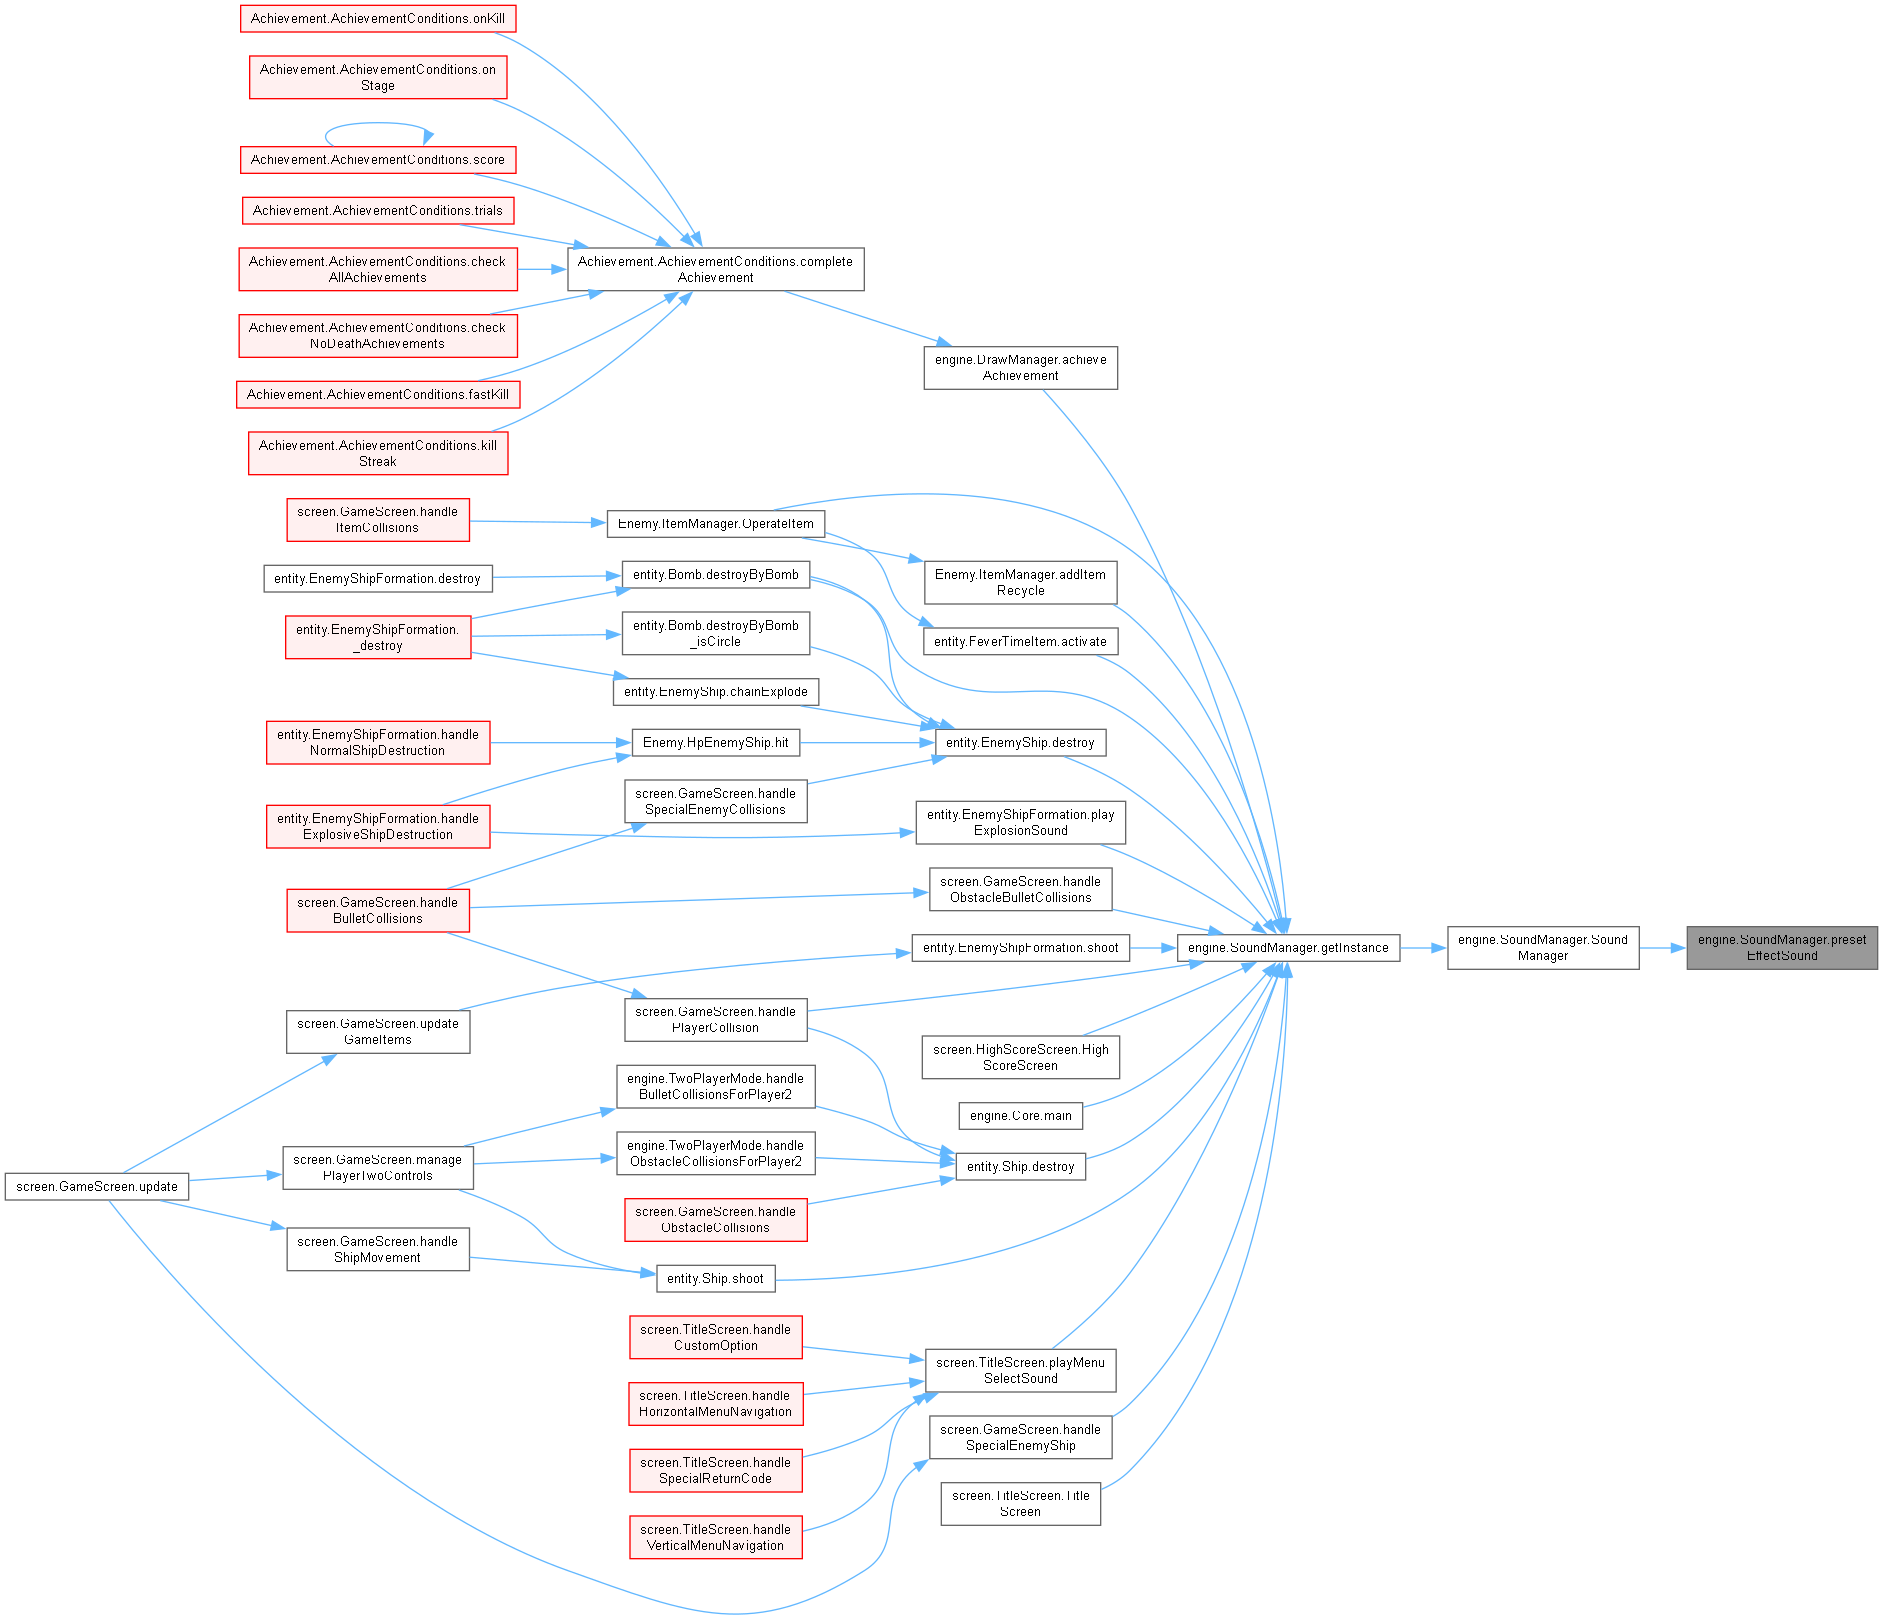 Achievement.AchievementConditions.onKill
Achievement.AchievementConditions.on
Stage
Achievement.AchievementConditions.score
Achievement.AchievementConditions.trials
Achievement.AchievementConditions.check
AllAchievements
Achievement.AchievementConditions.check
NoDeathAchievements
Achievement.AchievementConditions.fastKill
Achievement.AchievementConditions.kill
Streak
Achievement.AchievementConditions.complete
Achievement
engine.DrawManager.achieve
Achievement
screen.GameScreen.handle
ItemCollisions
Enemy.ItemManager.OperateItem
entity.EnemyShipFormation.destroy
entity.Bomb.destroyByBomb
Enemy.ItemManager.addItem
Recycle
entity.EnemyShipFormation.
_destroy
entity.Bomb.destroyByBomb
_isCircle
entity.FeverTimeItem.activate
entity.EnemyShip.chainExplode
screen.GameScreen.handle
SpecialEnemyCollisions
entity.EnemyShipFormation.handle
NormalShipDestruction
Enemy.HpEnemyShip.hit
entity.EnemyShip.destroy
entity.EnemyShipFormation.handle
ExplosiveShipDestruction
entity.EnemyShipFormation.play
ExplosionSound
screen.GameScreen.handle
BulletCollisions
screen.GameScreen.handle
ObstacleBulletCollisions
entity.EnemyShipFormation.shoot
engine.SoundManager.getInstance
engine.SoundManager.Sound
Manager
engine.SoundManager.preset
EffectSound
screen.GameScreen.update
GameItems
screen.GameScreen.handle
PlayerCollision
screen.HighScoreScreen.High
ScoreScreen
engine.TwoPlayerMode.handle
BulletCollisionsForPlayer2
engine.Core.main
screen.GameScreen.update
screen.GameScreen.manage
PlayerTwoControls
engine.TwoPlayerMode.handle
ObstacleCollisionsForPlayer2
entity.Ship.destroy
screen.GameScreen.handle
ObstacleCollisions
screen.GameScreen.handle
ShipMovement
entity.Ship.shoot
screen.TitleScreen.handle
CustomOption
screen.TitleScreen.playMenu
SelectSound
screen.TitleScreen.handle
HorizontalMenuNavigation
screen.GameScreen.handle
SpecialEnemyShip
screen.TitleScreen.handle
SpecialReturnCode
screen.TitleScreen.Title
Screen
screen.TitleScreen.handle
VerticalMenuNavigation